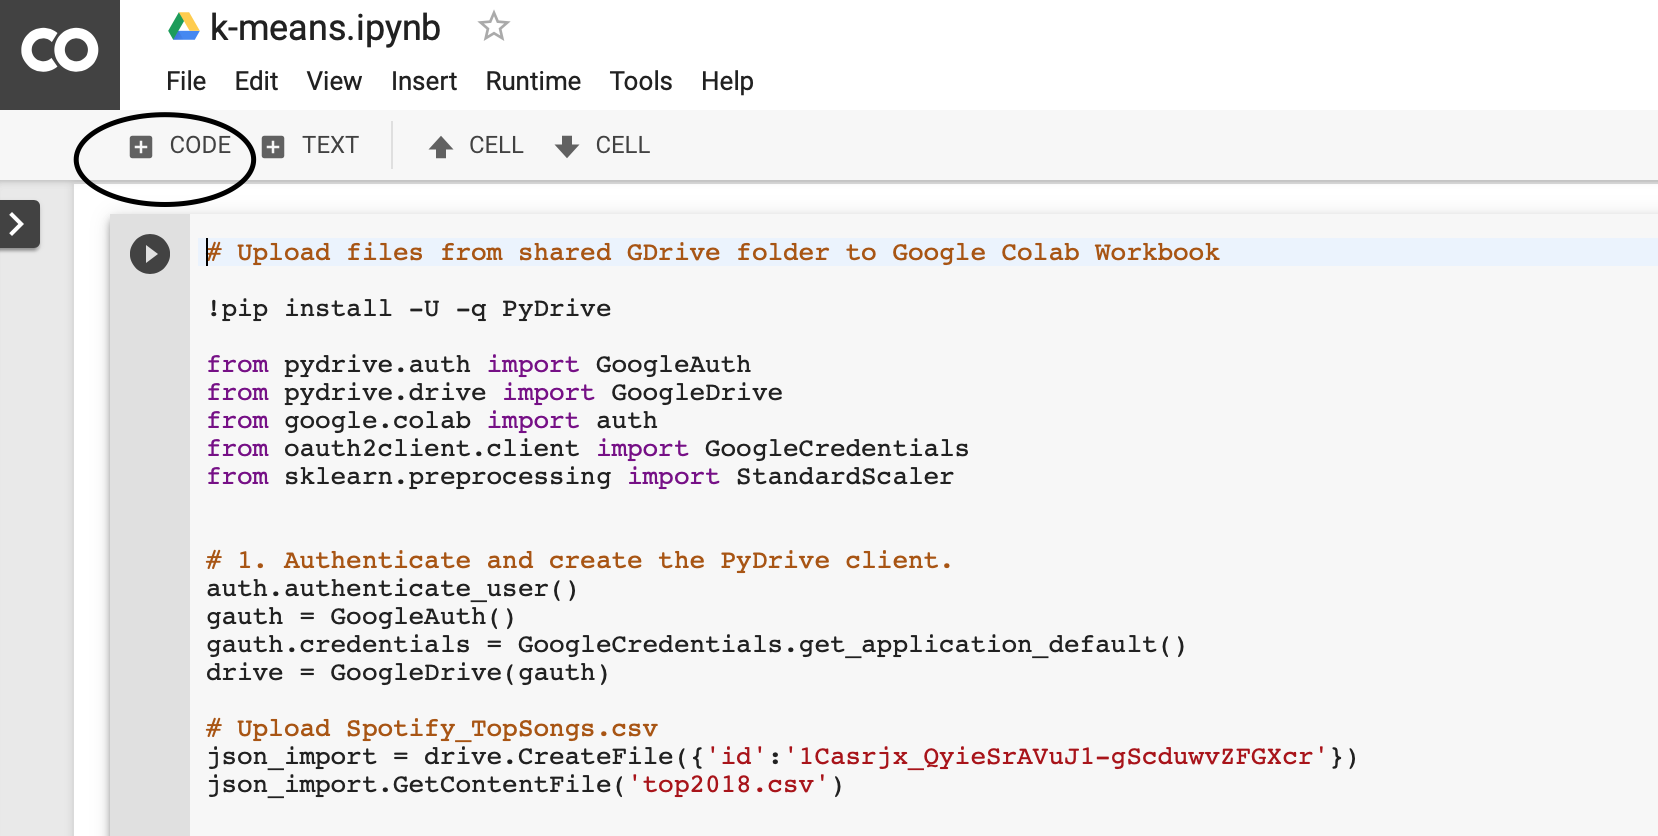 CO
k-means.ipynb
File Edit View Insert Runtime Tools Help
CODE TEXT CELL CELL
# Upload files from shared GDrive folder to Google Colab Workbook
!pip install -U -q PyDrive
from pydrive.auth import GoogleAuth
from pydrive.drive import GoogleDrive
from google.colab import auth
from oauth2client.client import GoogleCredentials
from sklearn.preprocessing import StandardScaler
# 1. Authenticate and create the PyDrive client.
auth.authenticate_user()
gauth = GoogleAuth()
gauth.credentials = GoogleCredentials.get_application_default()
drive = GoogleDrive(gauth)
# Upload Spotify_TopSongs.csv
json_import = drive.CreateFile({'id':'1Casrjx_QyieSrAVuJ1-gScduwvZFGXcr'})
json_import.GetContentFile('top2018.csv')